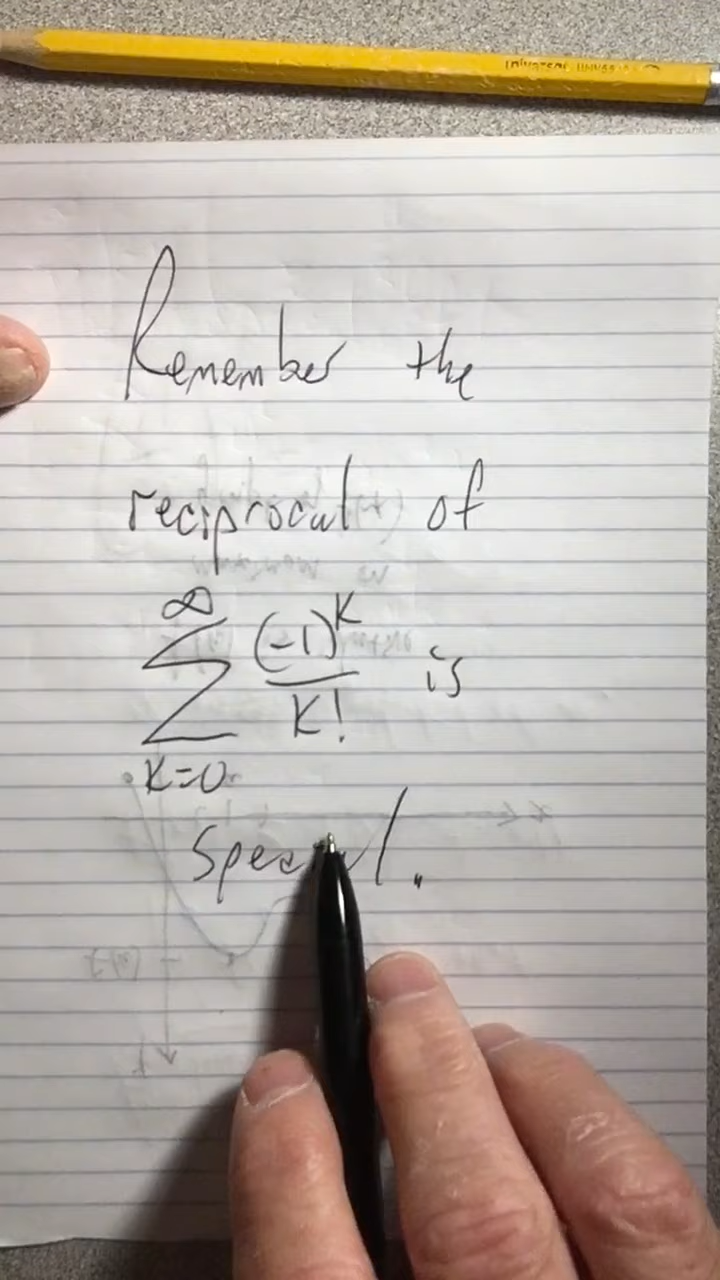 Remember the
reciprocal of
∞
∑ (-1)^K / K! is
K=0
special.